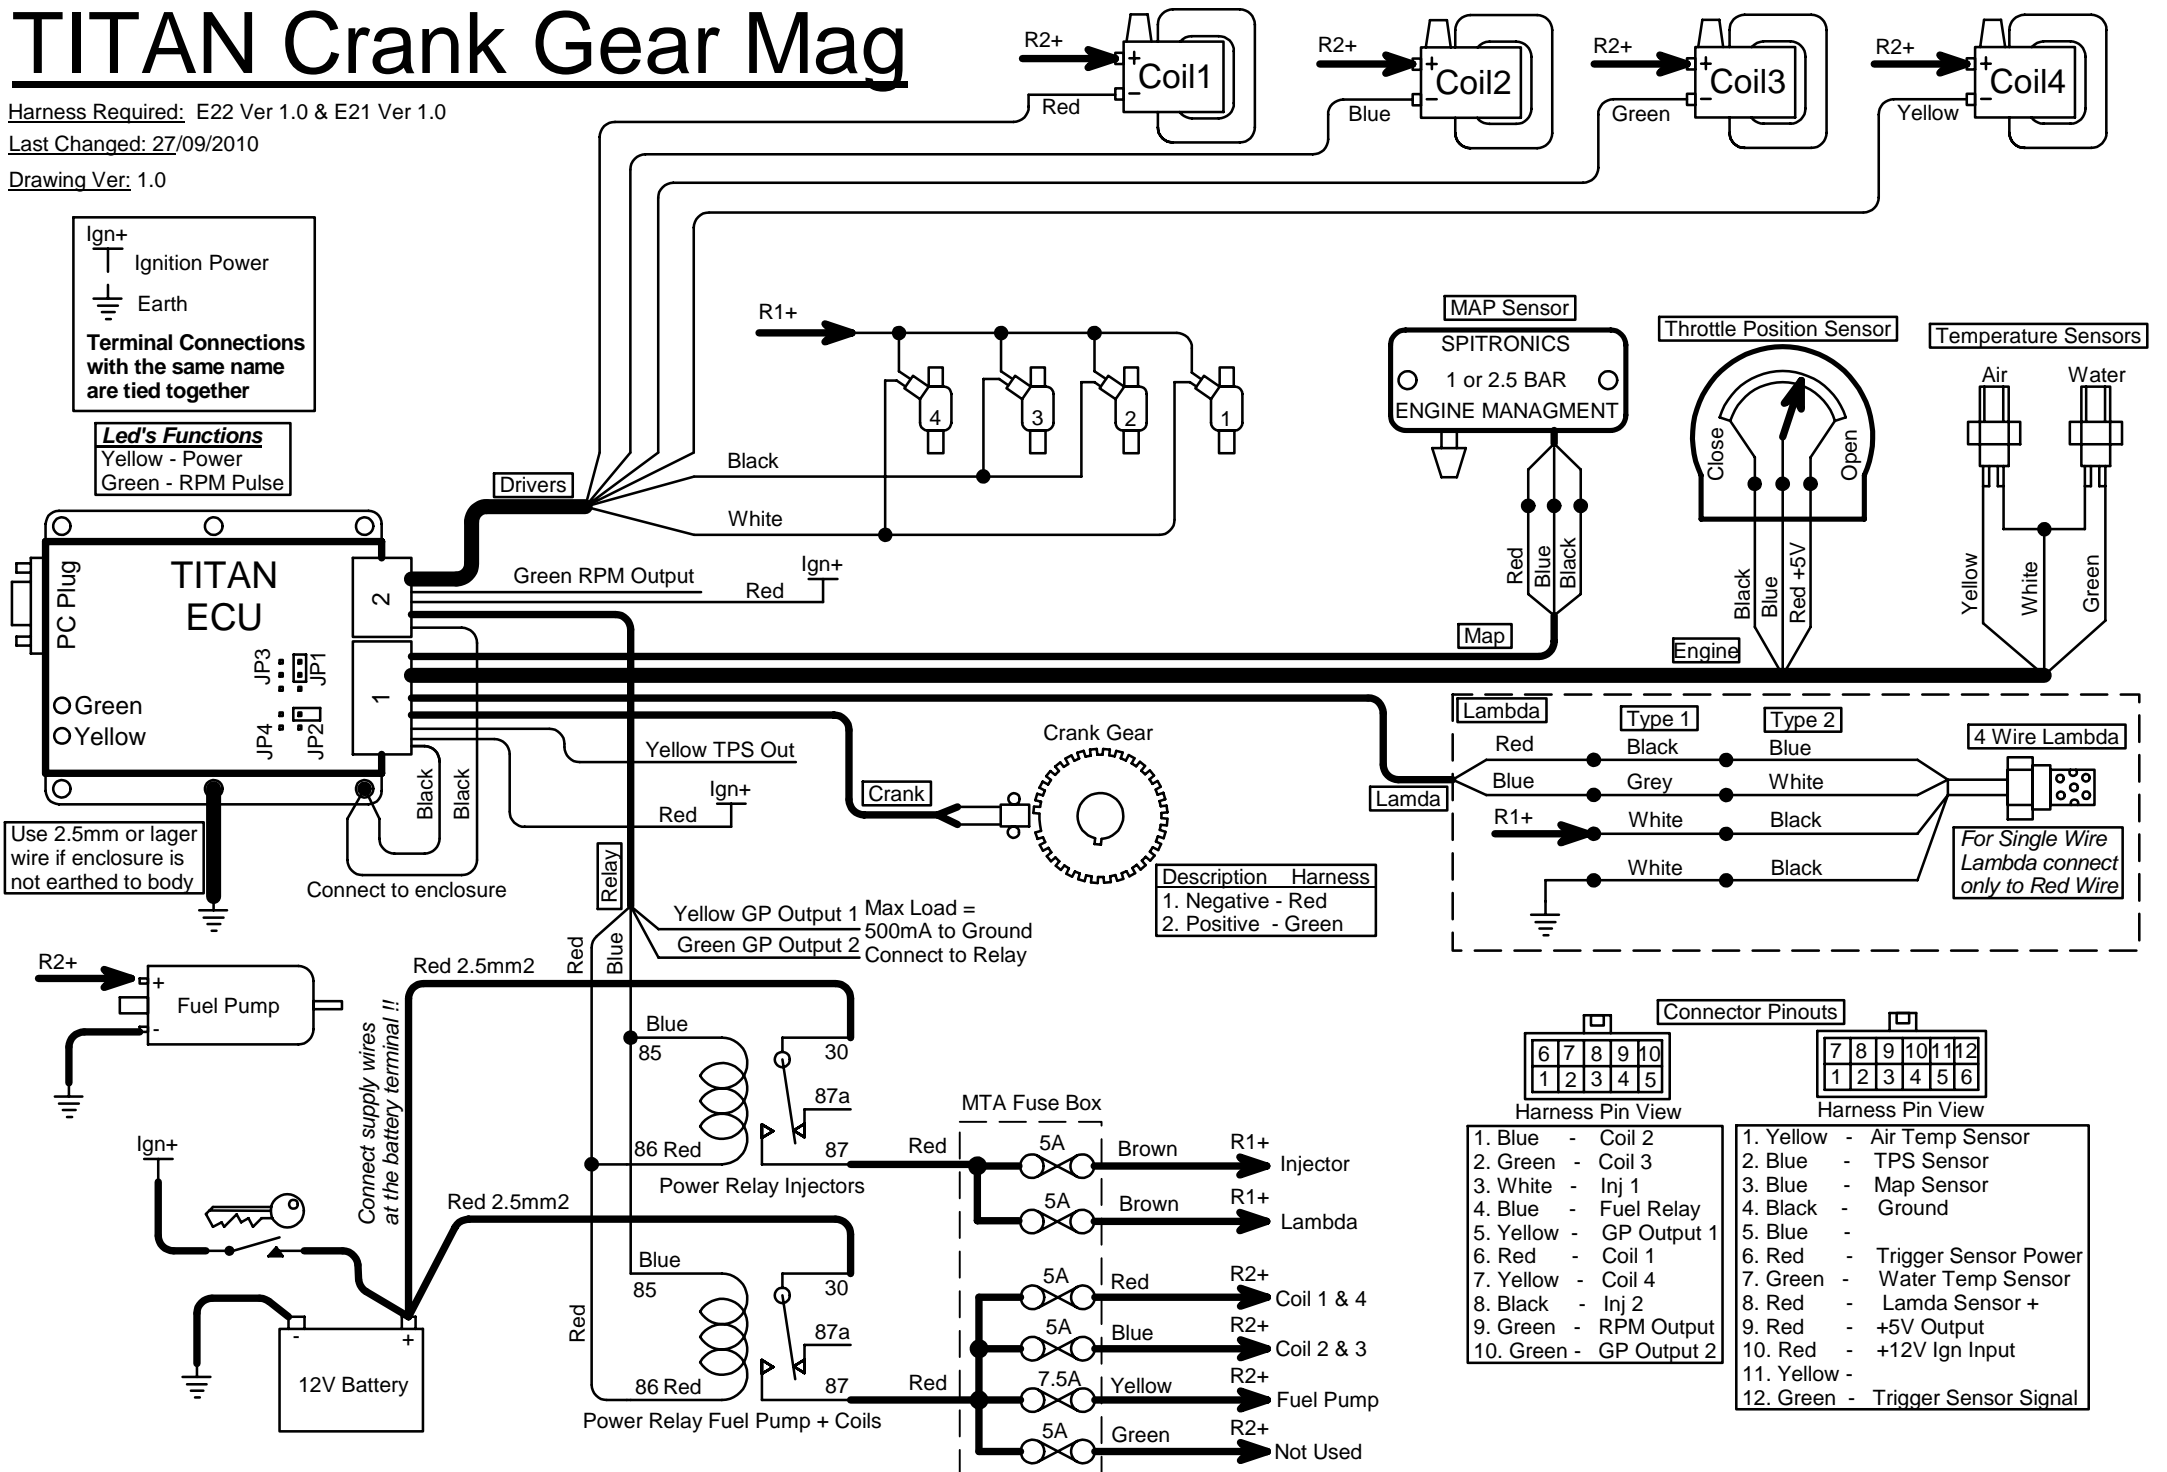 TITAN Crank Gear Mag
Harness Required: E22 Ver 1.0 & E21 Ver 1.0
Last Changed: 27/09/2010
Drawing Ver: 1.0
R2+
+
-
Coil1
Red
R2+
+
-
Coil2
Blue
R2+
+
-
Coil3
Green
R2+
+
-
Coil4
Yellow
Ign+
Ignition Power
Earth
Terminal Connections
with the same name
are tied together
Led's Functions
Yellow - Power
Green - RPM Pulse
R1+
4
3
2
1
Black
White
Drivers
MAP Sensor
SPITRONICS
1 or 2.5 BAR
ENGINE MANAGMENT
Red
Blue
Black
Map
Throttle Position Sensor
Close
Open
Black
Blue
Red +5V
Engine
Temperature Sensors
Air
Water
Yellow
White
Green
PC Plug
TITAN
ECU
2
1
JP3
JP1
JP4
JP2
Green
Yellow
Green RPM Output
Red
Ign+
Black
Black
Yellow TPS Out
Red
Ign+
Connect to enclosure
Use 2.5mm or lager
wire if enclosure is
not earthed to body
Crank
Crank Gear
Description Harness
1. Negative - Red
2. Positive - Green
Lambda
Type 1
Type 2
4 Wire Lambda
Red
Black
Blue
Blue
Grey
White
Lamda
R1+
White
Black
White
Black
For Single Wire
Lambda connect
only to Red Wire
Relay
Yellow GP Output 1
Green GP Output 2
Max Load =
500mA to Ground
Connect to Relay
Red
Blue
R2+
+
-
Fuel Pump
Red 2.5mm2
Connect supply wires
at the battery terminal !!
Blue
85
30
87a
86 Red
87
Power Relay Injectors
Red
Red 2.5mm2
Ign+
-
+
12V Battery
Blue
85
30
87a
Red
86 Red
87
Power Relay Fuel Pump + Coils
Red
MTA Fuse Box
5A
Brown
R1+
Injector
5A
Brown
R1+
Lambda
5A
Red
R2+
Coil 1 & 4
5A
Blue
R2+
Coil 2 & 3
7.5A
Yellow
R2+
Fuel Pump
5A
Green
R2+
Not Used
Connector Pinouts
6 7 8 9 10
1 2 3 4 5
Harness Pin View
1. Blue - Coil 2
2. Green - Coil 3
3. White - Inj 1
4. Blue - Fuel Relay
5. Yellow - GP Output 1
6. Red - Coil 1
7. Yellow - Coil 4
8. Black - Inj 2
9. Green - RPM Output
10. Green - GP Output 2
7 8 9 10 11 12
1 2 3 4 5 6
Harness Pin View
1. Yellow - Air Temp Sensor
2. Blue - TPS Sensor
3. Blue - Map Sensor
4. Black - Ground
5. Blue -
6. Red - Trigger Sensor Power
7. Green - Water Temp Sensor
8. Red - Lamda Sensor +
9. Red - +5V Output
10. Red - +12V Ign Input
11. Yellow -
12. Green - Trigger Sensor Signal